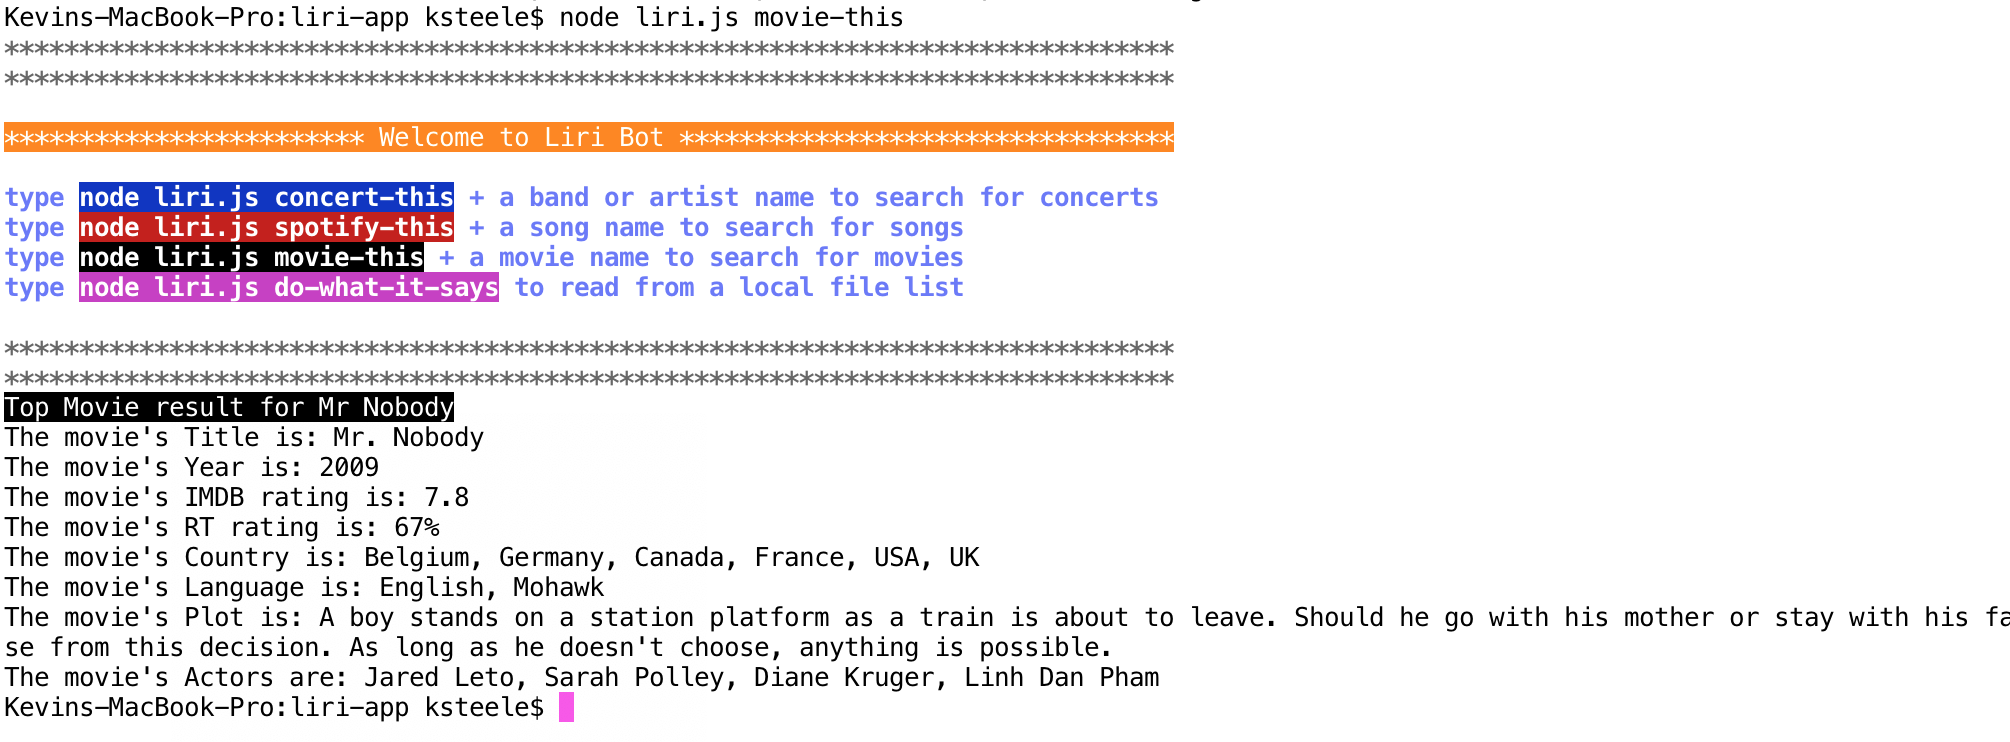 Kevins-MacBook-Pro:liri-app ksteele$ node liri.js movie-this
******************************************************************************
******************************************************************************
************************ Welcome to Liri Bot *********************************
type node liri.js concert-this + a band or artist name to search for concerts
type node liri.js spotify-this + a song name to search for songs
type node liri.js movie-this + a movie name to search for movies
type node liri.js do-what-it-says to read from a local file list
******************************************************************************
******************************************************************************
Top Movie result for Mr Nobody
The movie's Title is: Mr. Nobody
The movie's Year is: 2009
The movie's IMDB rating is: 7.8
The movie's RT rating is: 67%
The movie's Country is: Belgium, Germany, Canada, France, USA, UK
The movie's Language is: English, Mohawk
The movie's Plot is: A boy stands on a station platform as a train is about to leave. Should he go with his mother or stay with his fa
se from this decision. As long as he doesn't choose, anything is possible.
The movie's Actors are: Jared Leto, Sarah Polley, Diane Kruger, Linh Dan Pham
Kevins-MacBook-Pro:liri-app ksteele$